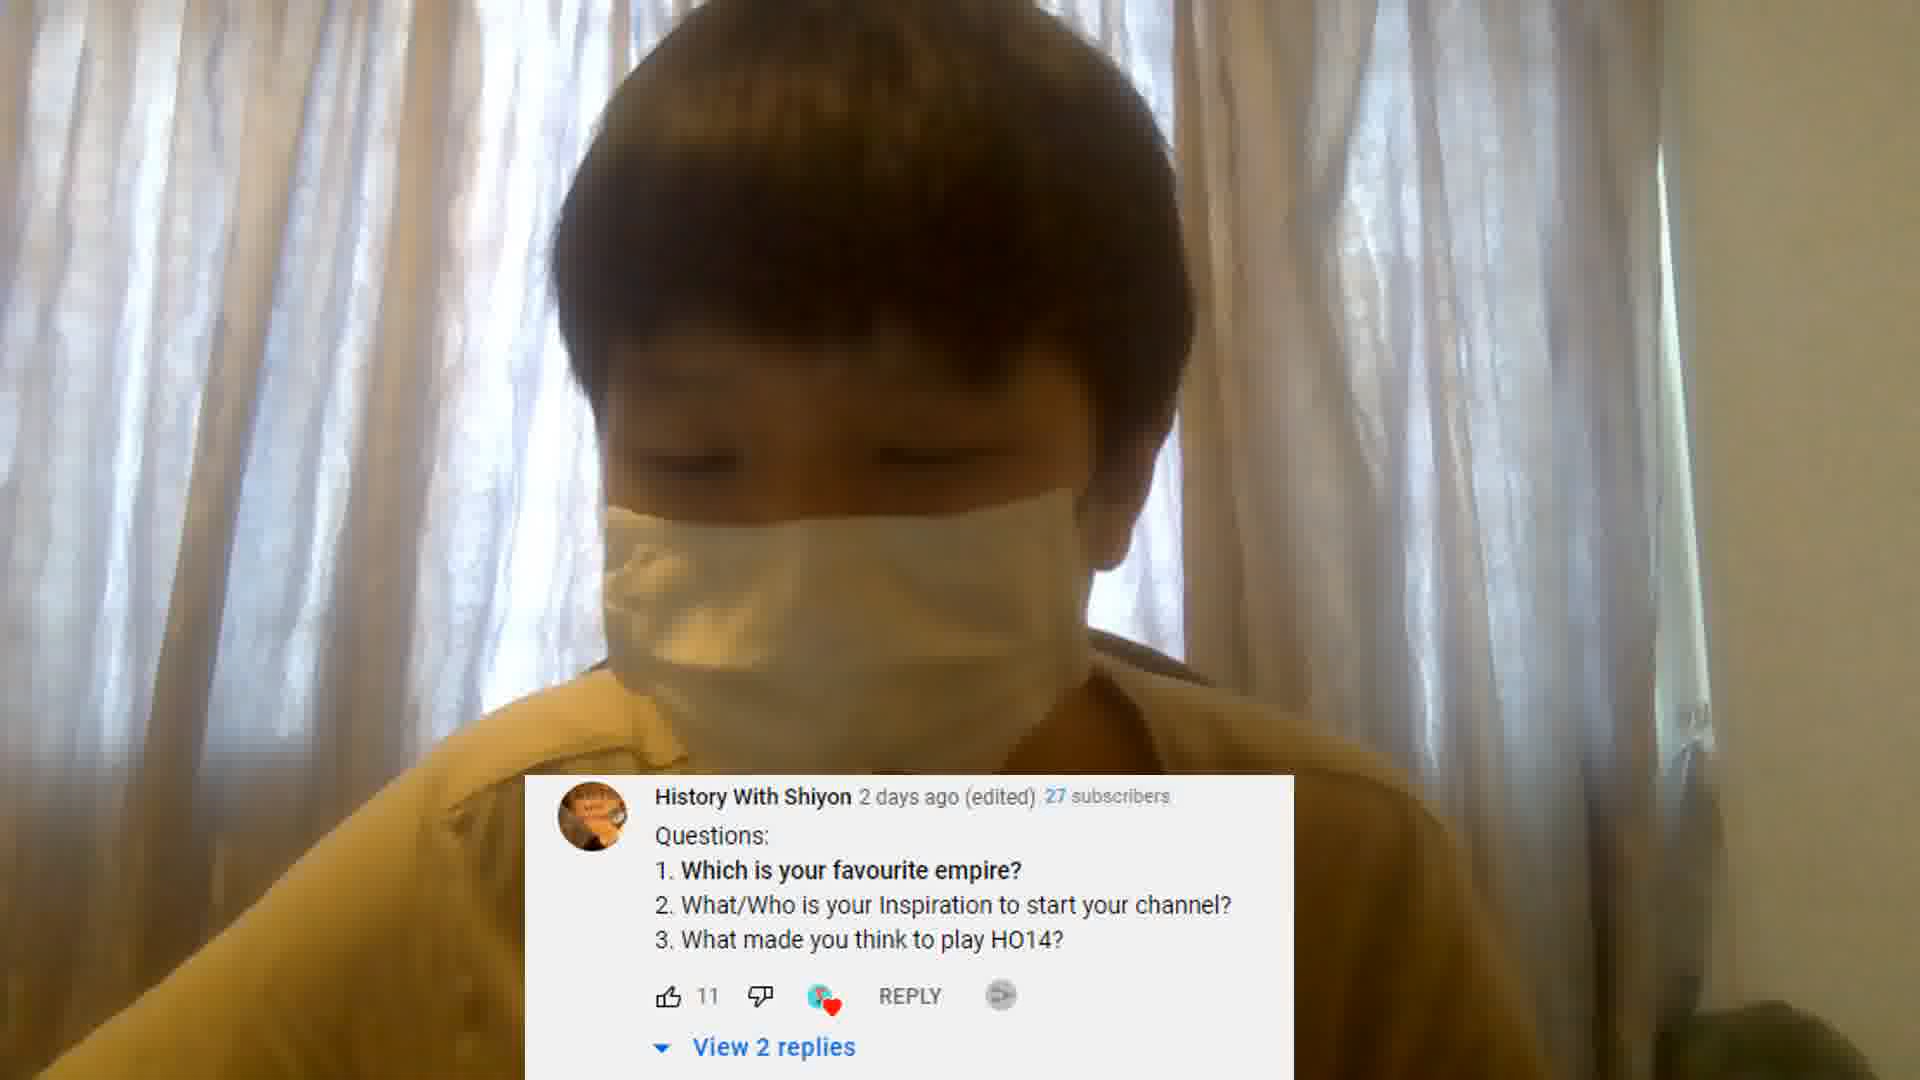 History With Shiyon 2 days ago (edited) 27 subscribers
Questions:
1. Which is your favourite empire?
2. What/Who is your Inspiration to start your channel?
3. What made you think to play HO14?
11 REPLY
View 2 replies